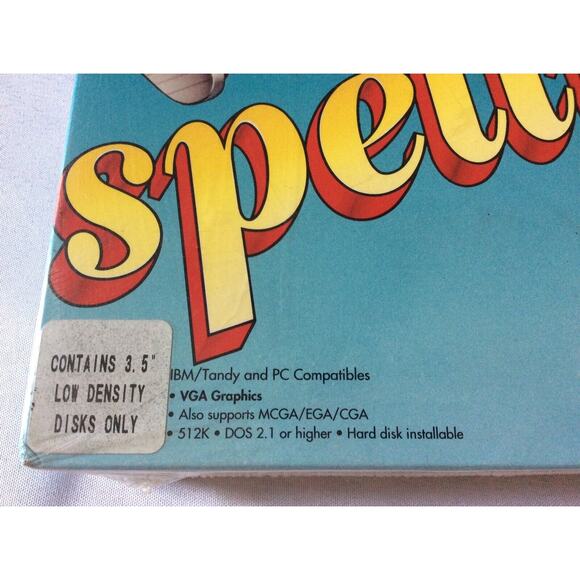 spell
CONTAINS 3.5"
LOW DENSITY
DISKS ONLY
IBM/Tandy and PC Compatibles
• VGA Graphics
• Also supports MCGA/EGA/CGA
• 512K • DOS 2.1 or higher • Hard disk installable